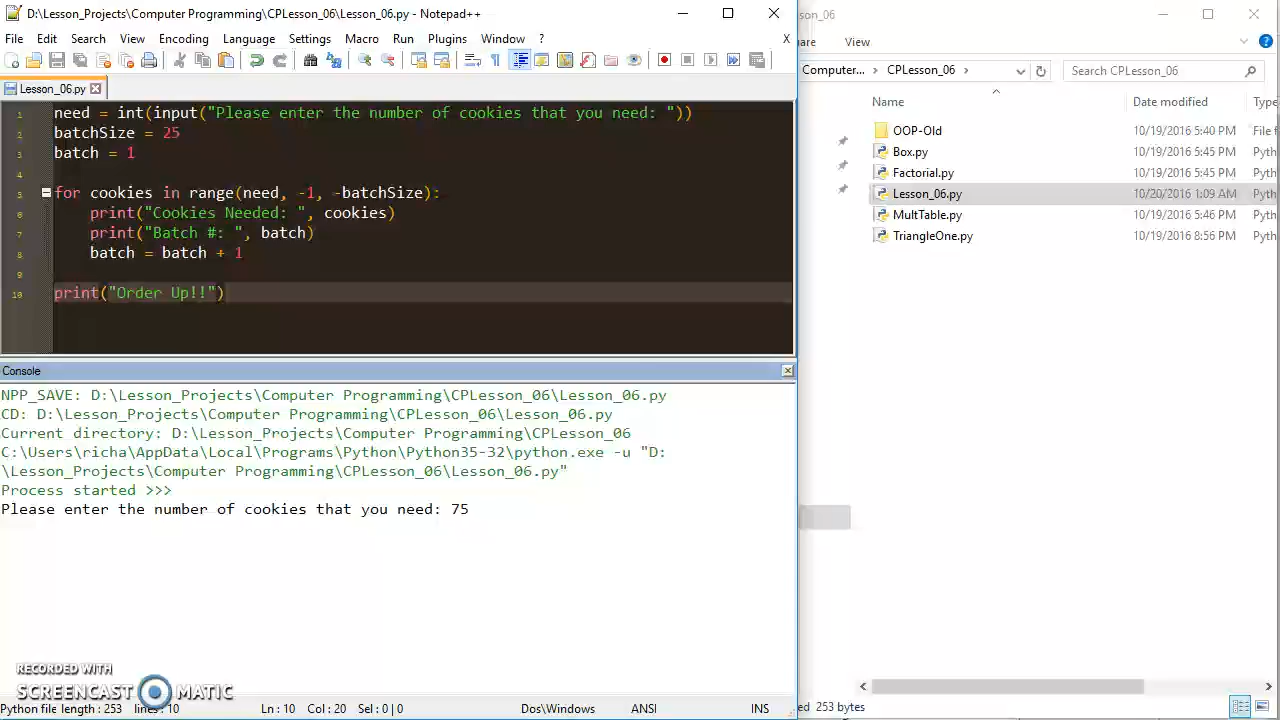 D:\Lesson_Projects\Computer Programming\CPLesson_06\Lesson_06.py - Notepad++
File Edit Search View Encoding Language Settings Macro Run Plugins Window ? X
Lesson_06.py
1 need = int(input("Please enter the number of cookies that you need: "))
2 batchSize = 25
3 batch = 1
4
5 for cookies in range(need, -1, -batchSize):
6 print("Cookies Needed: ", cookies)
7 print("Batch #: ", batch)
8 batch = batch + 1
9
10 print("Order Up!!")
Console
NPP_SAVE: D:\Lesson_Projects\Computer Programming\CPLesson_06\Lesson_06.py
CD: D:\Lesson_Projects\Computer Programming\CPLesson_06\Lesson_06.py
Current directory: D:\Lesson_Projects\Computer Programming\CPLesson_06
C:\Users\richa\AppData\Local\Programs\Python\Python35-32\python.exe -u "D:
\Lesson_Projects\Computer Programming\CPLesson_06\Lesson_06.py"
Process started >>>
Please enter the number of cookies that you need: 75
RECORDED WITH
SCREENCAST MATIC
Python file length : 253 lines : 10 Ln : 10 Col : 20 Sel : 0 | 0 Dos\Windows ANSI INS
son_06
are View
Computer... › CPLesson_06 › Search CPLesson_06
Name Date modified Type
OOP-Old 10/19/2016 5:40 PM File f
Box.py 10/19/2016 5:45 PM Pyth
Factorial.py 10/19/2016 5:45 PM Pyth
Lesson_06.py 10/20/2016 1:09 AM Pyth
MultTable.py 10/19/2016 5:46 PM Pyth
TriangleOne.py 10/19/2016 8:56 PM Pyth
ed 253 bytes